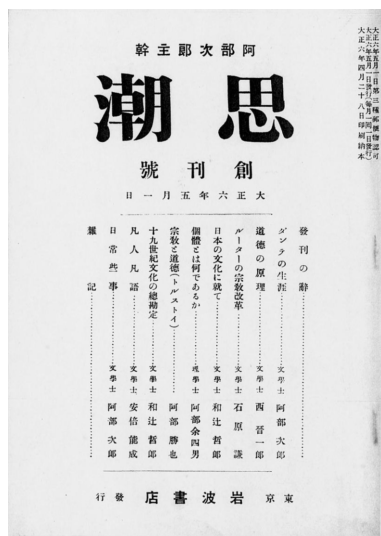 大正六年五月一日第三種郵便物認可
大正六年五月一日發行(毎月一回一日發行)
大正六年四月二十八日印刷納本
阿部次郎主幹
思潮
創刊號
大正六年五月一日
發刊の辭
ダンテの生涯 文學士 阿部次郎
道德の原理 文學士 西晉一郎
ルーターの宗敎改革 文學士 石原謙
日本の文化に就て 文學士 和辻哲郎
個體とは何であるか 理學士 阿部余四男
宗敎と道德(トルストイ) 阿部勝也
十九世紀文化の總勘定 文學士 和辻哲郎
凡人凡語 文學士 安倍能成
日常些事 文學士 阿部次郎
雜記
東京 岩波書店 發行